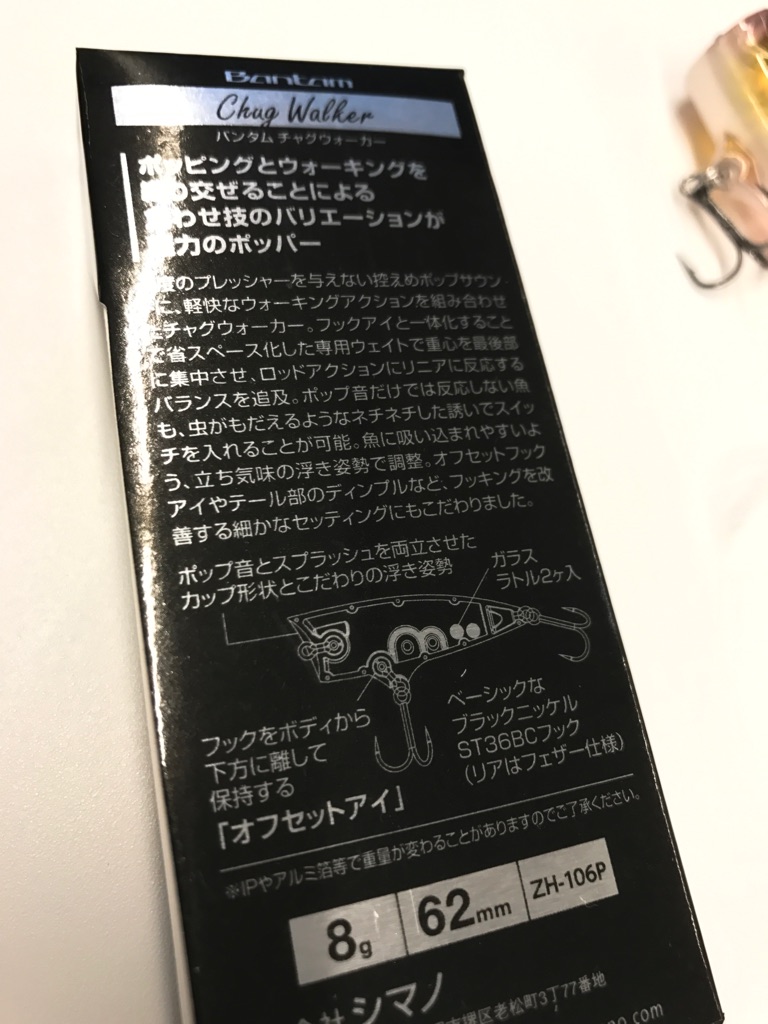 Bantam
Chug Walker
バンタム チャグウォーカー
ポッピングとウォーキングを
交ぜることによる
わせ技のバリエーションが
力のポッパー
のプレッシャーを与えない控えめポップサウン
に、軽快なウォーキングアクションを組み合わせ
たチャグウォーカー。フックアイと一体化すること
で省スペース化した専用ウェイトで重心を最後部
に集中させ、ロッドアクションにリニアに反応する
バランスを追及。ポップ音だけでは反応しない魚
も、虫がもだえるようなネチネチした誘いでスイッ
チを入れることが可能。魚に吸い込まれやすいよ
う、立ち気味の浮き姿勢で調整。オフセットフック
アイやテール部のディンプルなど、フッキングを改
善する細かなセッティングにもこだわりました。
ポップ音とスプラッシュを両立させた
カップ形状とこだわりの浮き姿勢
ガラス
ラトル2ヶ入
フックをボディから
下方に離して
保持する
「オフセットアイ」
ベーシックな
ブラックニッケル
ST36BCフック
(リアはフェザー仕様)
※IPやアルミ箔等で重量が変わることがありますのでご了承ください。
8g
62mm
ZH-106P
社 シマノ
堺区老松町3丁77番地
.com